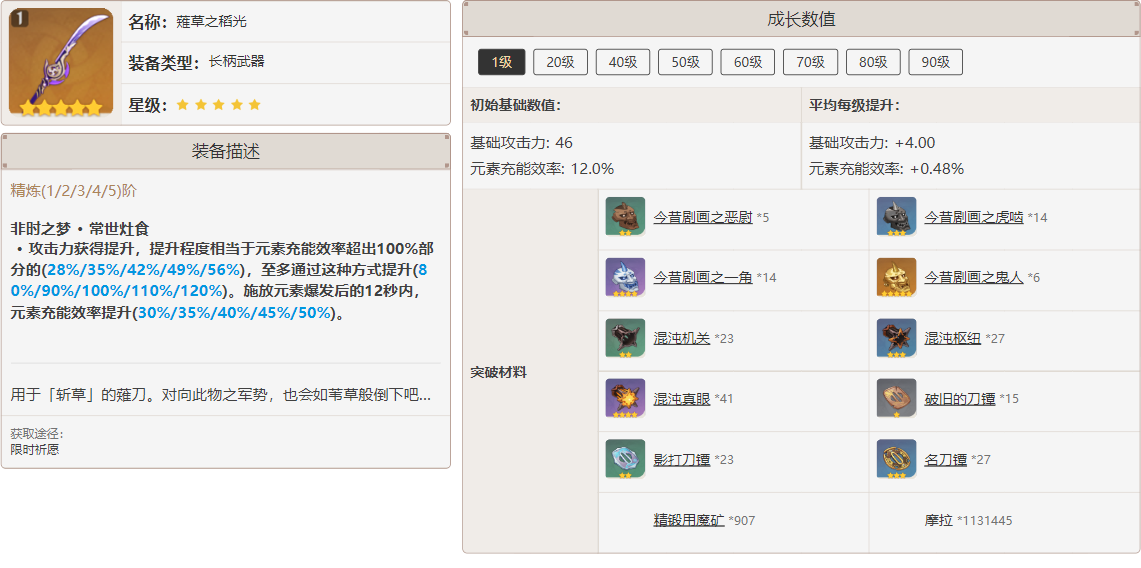 1
名称：薙草之稻光
装备类型：长柄武器
星级：
装备描述
精炼(1/2/3/4/5)阶
非时之梦・常世灶食
・攻击力获得提升，提升程度相当于元素充能效率超出100%部
分的(28%/35%/42%/49%/56%)，至多通过这种方式提升(8
0%/90%/100%/110%/120%)。施放元素爆发后的12秒内，
元素充能效率提升(30%/35%/40%/45%/50%)。
用于「斩草」的薙刀。对向此物之军势，也会如苇草般倒下吧...
获取途径：
限时祈愿
成长数值
1级 20级 40级 50级 60级 70级 80级 90级
初始基础数值： 平均每级提升：
基础攻击力: 46 基础攻击力: +4.00
元素充能效率: 12.0% 元素充能效率: +0.48%
突破材料
今昔剧画之恶尉 *5 今昔剧画之虎啮 *14
今昔剧画之一角 *14 今昔剧画之鬼人 *6
混沌机关 *23 混沌枢纽 *27
混沌真眼 *41 破旧的刀镡 *15
影打刀镡 *23 名刀镡 *27
精锻用魔矿 *907 摩拉 *1131445